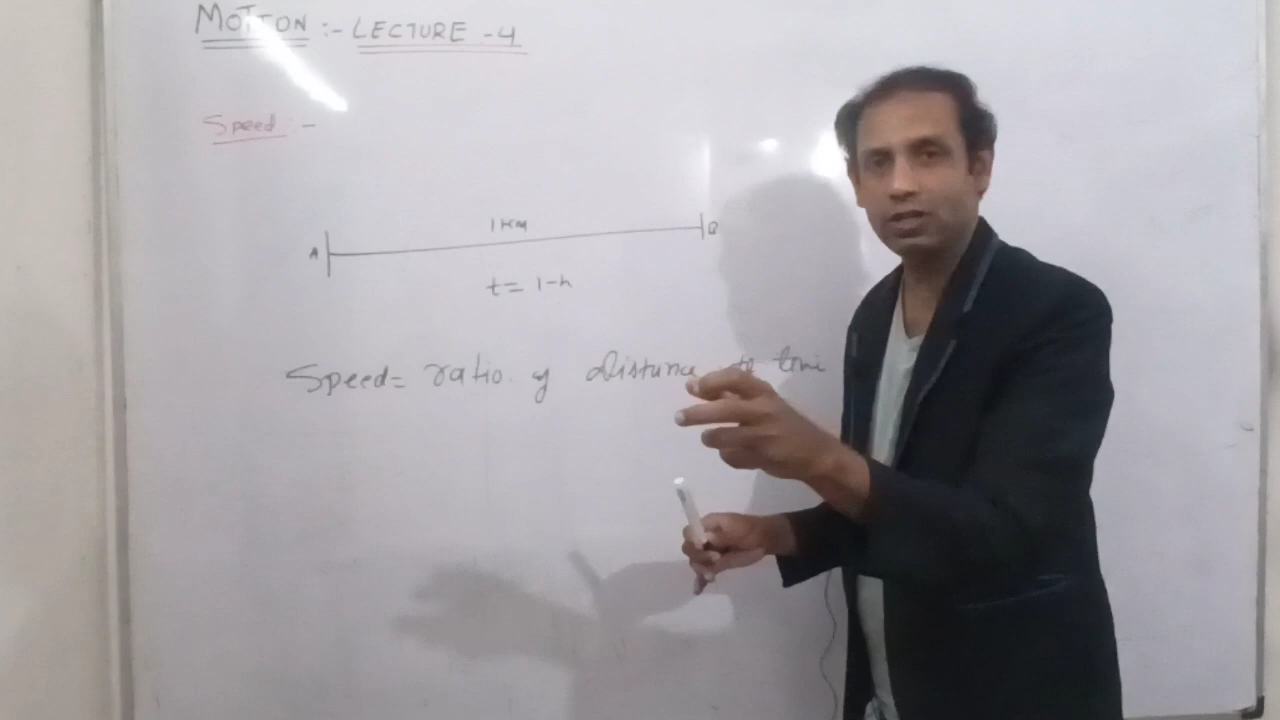 MOTION :- LECTURE - 4
Speed :-
1 KM
A B
t = 1-h
Speed = ratio of Distance to time